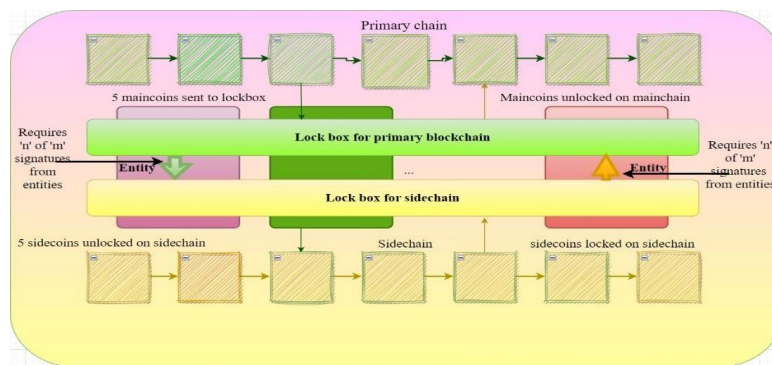 Primary chain
5 maincoins sent to lockbox
Maincoins unlocked on mainchain
Requires
'n' of 'm'
signatures
from
entities
Lock box for primary blockchain
Requires 'n'
of 'm'
signatures
from entities
Entity
...
Entity
Lock box for sidechain
5 sidecoins unlocked on sidechain
Sidechain
sidecoins locked on sidechain